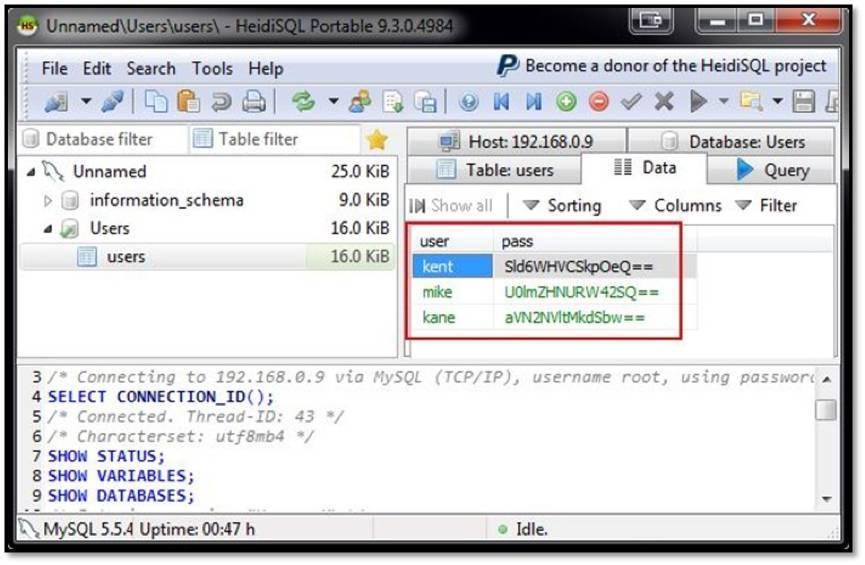 Unnamed\Users\users\ - HeidiSQL Portable 9.3.0.4984
File Edit Search Tools Help
Become a donor of the HeidiSQL project
Database filter Table filter
Host: 192.168.0.9 Database: Users
Table: users Data Query
Unnamed 25.0 KiB
information_schema 9.0 KiB
Users 16.0 KiB
users 16.0 KiB
Show all Sorting Columns Filter
user pass
kent Sld6WHVCSkpOeQ==
mike U0lmZHNURW42SQ==
kane aVN2NVltMkdSbw==
3 /* Connecting to 192.168.0.9 via MySQL (TCP/IP), username root, using password
4 SELECT CONNECTION_ID();
5 /* Connected. Thread-ID: 43 */
6 /* Characterset: utf8mb4 */
7 SHOW STATUS;
8 SHOW VARIABLES;
9 SHOW DATABASES;
MySQL 5.5.4 Uptime: 00:47 h Idle.